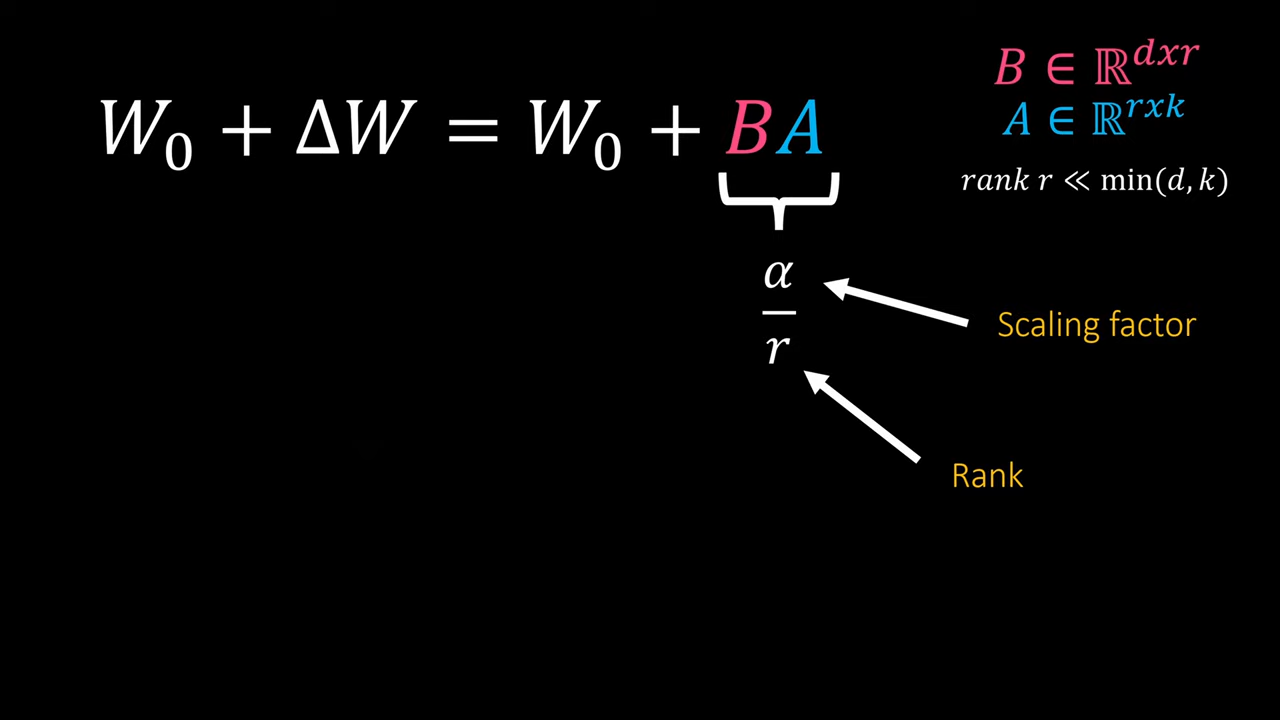 W₀ + ΔW = W₀ + BA
B ∈ ℝᵈˣʳ
A ∈ ℝʳˣᵏ
rank r ≪ min(d, k)
α
r
Scaling factor
Rank